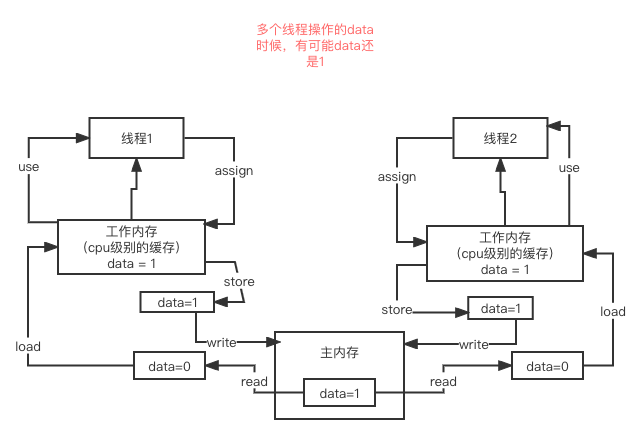 多个线程操作的data
时候，有可能data还
是1
线程1
线程2
use
assign
assign
use
工作内存
（cpu级别的缓存）
data = 1
工作内存
（cpu级别的缓存）
data = 1
store
data=1
store
data=1
load
write
主内存
write
load
data=0
read
data=1
read
data=0